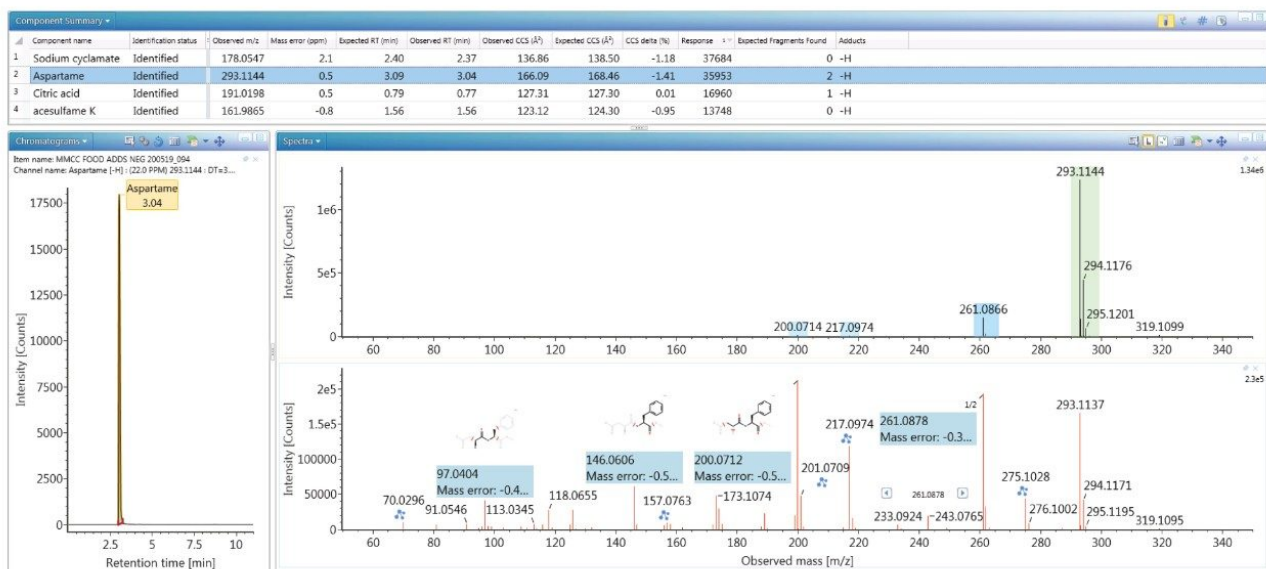 Component Summary
Component name Identification status Observed m/z Mass error (ppm) Expected RT (min) Observed RT (min) Observed CCS (Å²) Expected CCS (Å²) CCS delta (%) Response 1 Expected Fragments Found Adducts
1 Sodium cyclamate Identified 178.0547 2.1 2.40 2.37 136.86 138.50 -1.18 37684 0 -H
2 Aspartame Identified 293.1144 0.5 3.09 3.04 166.09 168.46 -1.41 35953 2 -H
3 Citric acid Identified 191.0198 0.5 0.79 0.77 127.31 127.30 0.01 16960 1 -H
4 acesulfame K Identified 161.9865 -0.8 1.56 1.56 123.12 124.30 -0.95 13748 0 -H
Chromatograms
Item name: MMCC FOOD ADDS NEG 200519_094
Channel name: Aspartame [-H] : (22.0 PPM) 293.1144 : DT=3....
Aspartame
3.04
17500
15000
12500
10000
7500
5000
2500
0
Intensity [Counts]
2.5 5 7.5 10
Retention time [min]
Spectra
1.34e6
293.1144
1e6
5e5
0
Intensity [Counts]
294.1176
261.0866
295.1201
200.0714 217.0974
319.1099
60 80 100 120 140 160 180 200 220 240 260 280 300 320 340
2.3e5
2e5
1.5e5
100000
50000
0
Intensity [Counts]
1/2
293.1137
217.0974
261.0878
Mass error: -0.3...
146.0606
Mass error: -0.5...
200.0712
Mass error: -0.5...
97.0404
Mass error: -0.4...
201.0709
275.1028
261.0878
294.1171
70.0296
118.0655
157.0763
173.1074
91.0546
113.0345
233.0924
243.0765
276.1002
295.1195
319.1095
60 80 100 120 140 160 180 200 220 240 260 280 300 320 340
Observed mass [m/z]